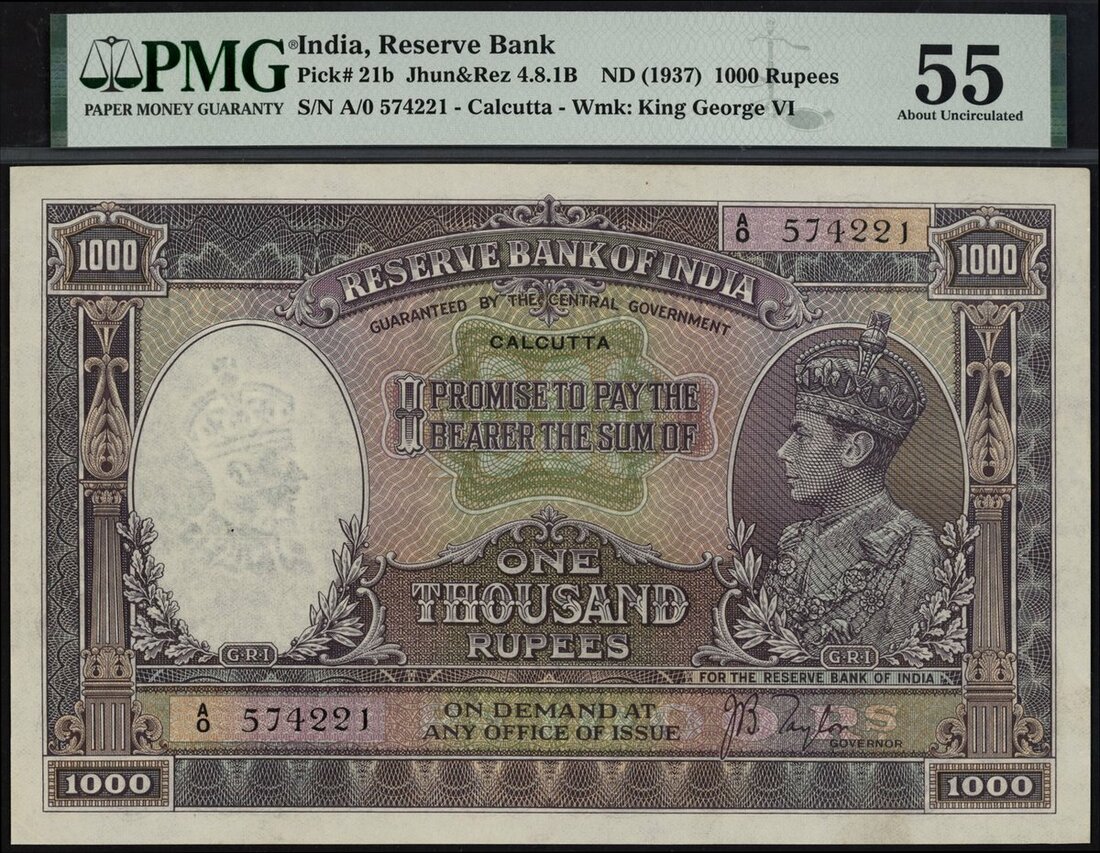 PMG® India, Reserve Bank
Pick# 21b Jhun&Rez 4.8.1B ND (1937) 1000 Rupees
PAPER MONEY GUARANTY S/N A/0 574221 - Calcutta - Wmk: King George VI
55
About Uncirculated
A/0 574221
1000
1000
RESERVE BANK OF INDIA
GUARANTEED BY THE CENTRAL GOVERNMENT
CALCUTTA
I PROMISE TO PAY THE
BEARER THE SUM OF
ONE
THOUSAND
RUPEES
G·R·I
G·R·I
FOR THE RESERVE BANK OF INDIA
A/0 574221
ON DEMAND AT
ANY OFFICE OF ISSUE
JB Taylor
GOVERNOR
1000
1000